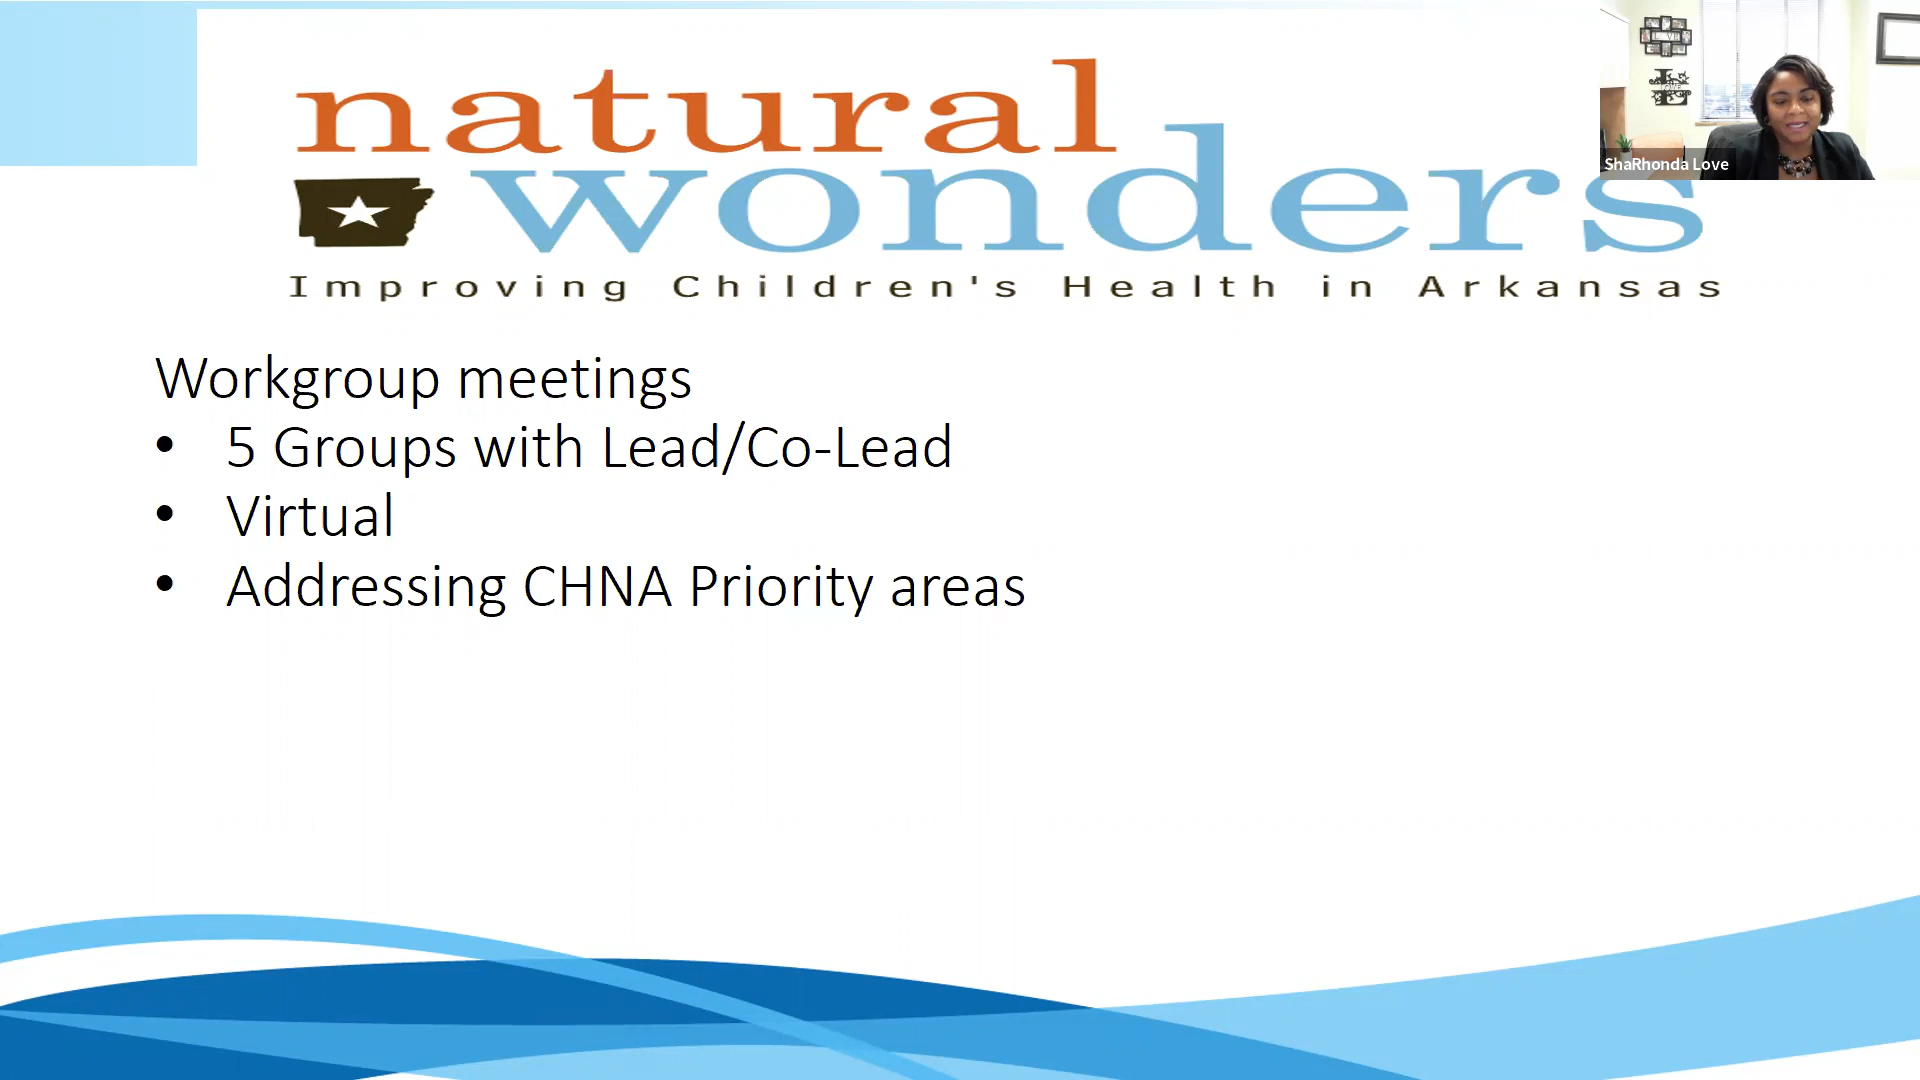 natural
wonders
Improving Children's Health in Arkansas
ShaRhonda Love
Workgroup meetings
• 5 Groups with Lead/Co-Lead
• Virtual
• Addressing CHNA Priority areas